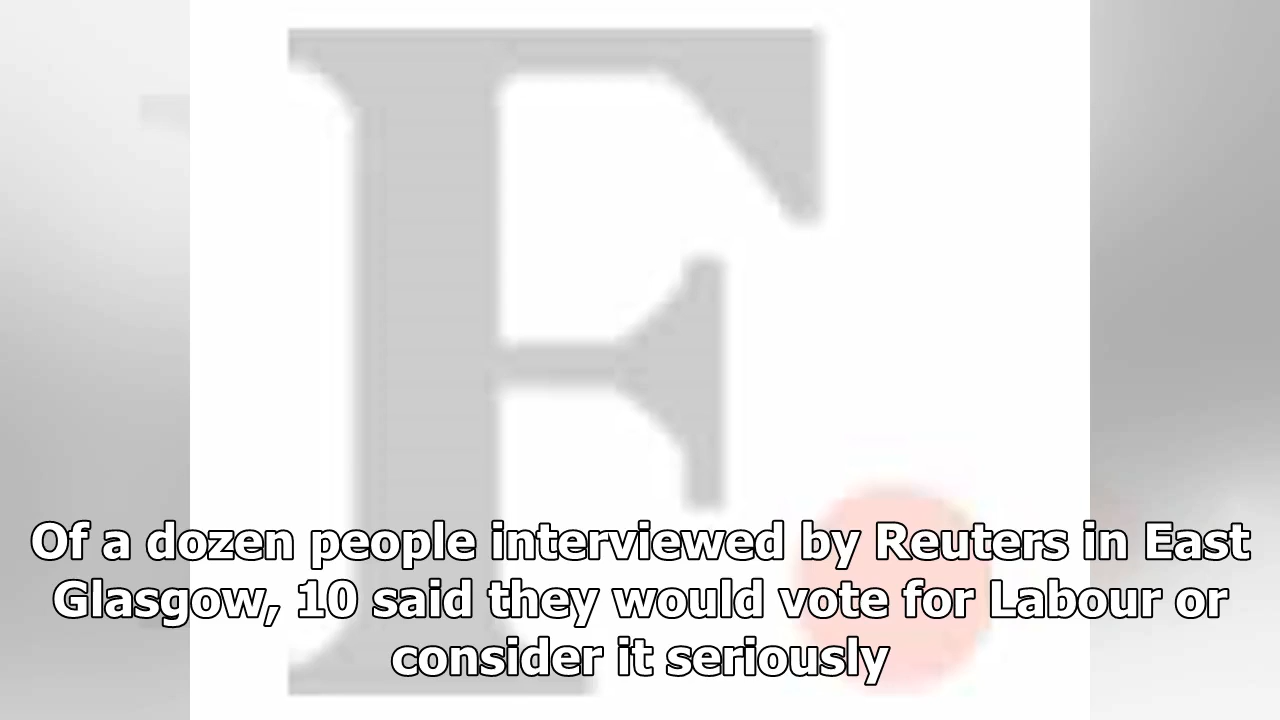 F.
Of a dozen people interviewed by Reuters in East
Glasgow, 10 said they would vote for Labour or
consider it seriously